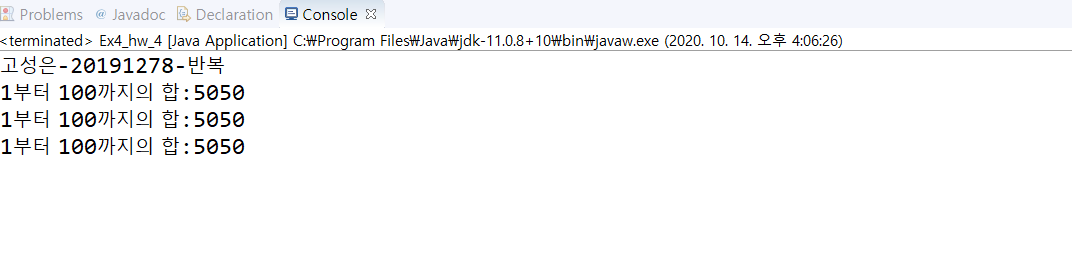 Problems @ Javadoc Declaration Console
<terminated> Ex4_hw_4 [Java Application] C:₩Program Files₩Java₩jdk-11.0.8+10₩bin₩javaw.exe (2020. 10. 14. 오후 4:06:26)
고성은-20191278-반복
1부터 100까지의 합:5050
1부터 100까지의 합:5050
1부터 100까지의 합:5050